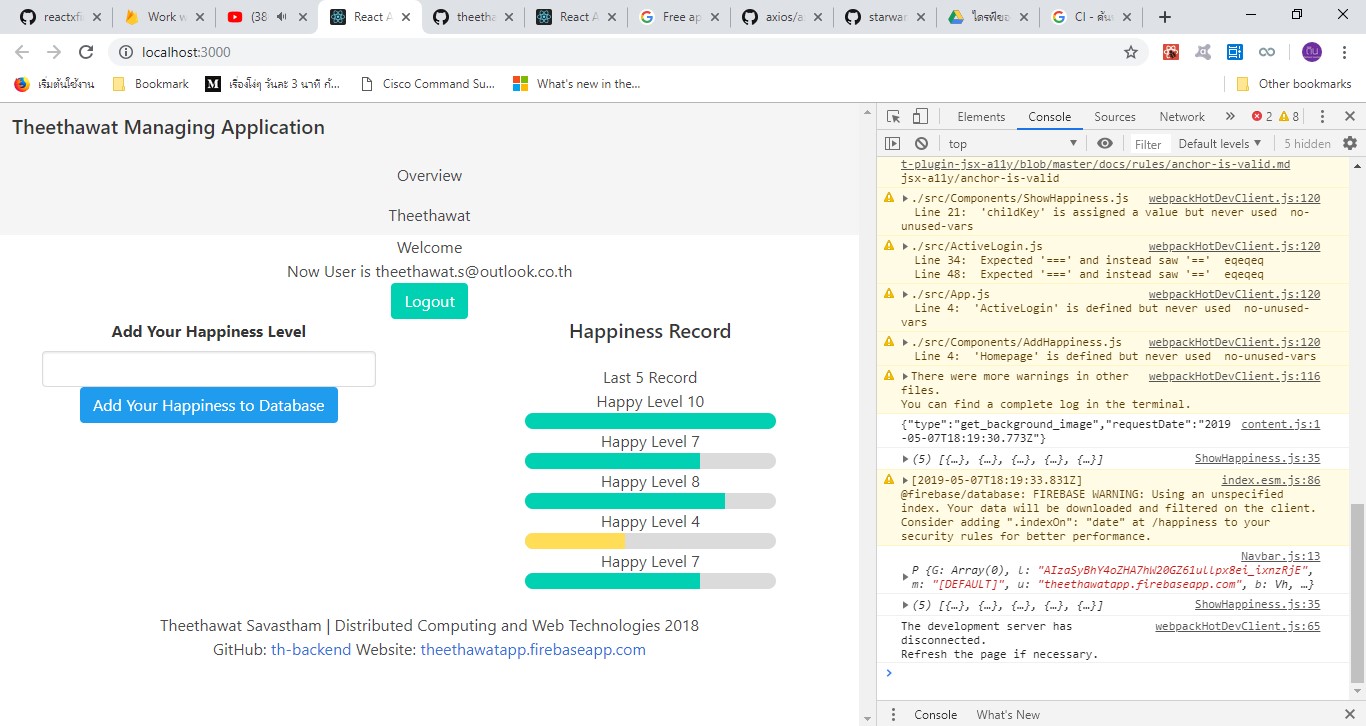 reactxfi
Work w
(38
React A
theetha
React A
Free ap
axios/a
starwar
ไดรฟ์ของ
CI - ค้น
localhost:3000
เริ่มต้นใช้งาน
Bookmark
เรื่องโง่ๆ วันละ 3 นาที กั...
Cisco Command Su...
What's new in the...
Other bookmarks
Theethawat Managing Application
Overview
Theethawat
Welcome
Now User is theethawat.s@outlook.co.th
Logout
Add Your Happiness Level
Add Your Happiness to Database
Happiness Record
Last 5 Record
Happy Level 10
Happy Level 7
Happy Level 8
Happy Level 4
Happy Level 7
Theethawat Savastham | Distributed Computing and Web Technologies 2018
GitHub: th-backend Website: theethawatapp.firebaseapp.com
Elements Console Sources Network 2 8
top Filter Default levels 5 hidden
t-plugin-jsx-a11y/blob/master/docs/rules/anchor-is-valid.md
jsx-a11y/anchor-is-valid
./src/Components/ShowHappiness.js webpackHotDevClient.js:120
Line 21: 'childKey' is assigned a value but never used no-
unused-vars
./src/ActiveLogin.js webpackHotDevClient.js:120
Line 34: Expected '===' and instead saw '==' eqeqeq
Line 48: Expected '===' and instead saw '==' eqeqeq
./src/App.js webpackHotDevClient.js:120
Line 4: 'ActiveLogin' is defined but never used no-unused-
vars
./src/Components/AddHappiness.js webpackHotDevClient.js:120
Line 4: 'Homepage' is defined but never used no-unused-vars
There were more warnings in other webpackHotDevClient.js:116
files.
You can find a complete log in the terminal.
{"type":"get_background_image","requestDate":"2019 content.js:1
-05-07T18:19:30.773Z"}
(5) [{…}, {…}, {…}, {…}, {…}] ShowHappiness.js:35
[2019-05-07T18:19:33.831Z] index.esm.js:86
@firebase/database: FIREBASE WARNING: Using an unspecified
index. Your data will be downloaded and filtered on the client.
Consider adding ".indexOn": "date" at /happiness to your
security rules for better performance.
Navbar.js:13
P {G: Array(0), l: "AIzaSyBhY4oZHA7hW20GZ61ullpx8ei_ixnzRjE",
m: "[DEFAULT]", u: "theethawatapp.firebaseapp.com", b: Vh, …}
(5) [{…}, {…}, {…}, {…}, {…}] ShowHappiness.js:35
The development server has webpackHotDevClient.js:65
disconnected.
Refresh the page if necessary.
Console What's New